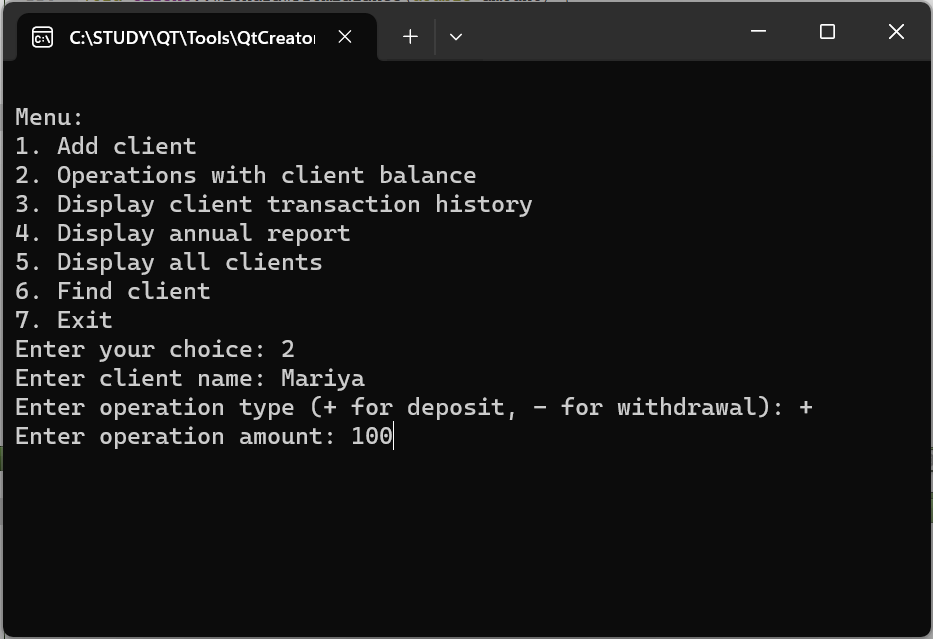 C:\STUDY\QT\Tools\QtCreator
Menu:
1. Add client
2. Operations with client balance
3. Display client transaction history
4. Display annual report
5. Display all clients
6. Find client
7. Exit
Enter your choice: 2
Enter client name: Mariya
Enter operation type (+ for deposit, - for withdrawal): +
Enter operation amount: 100